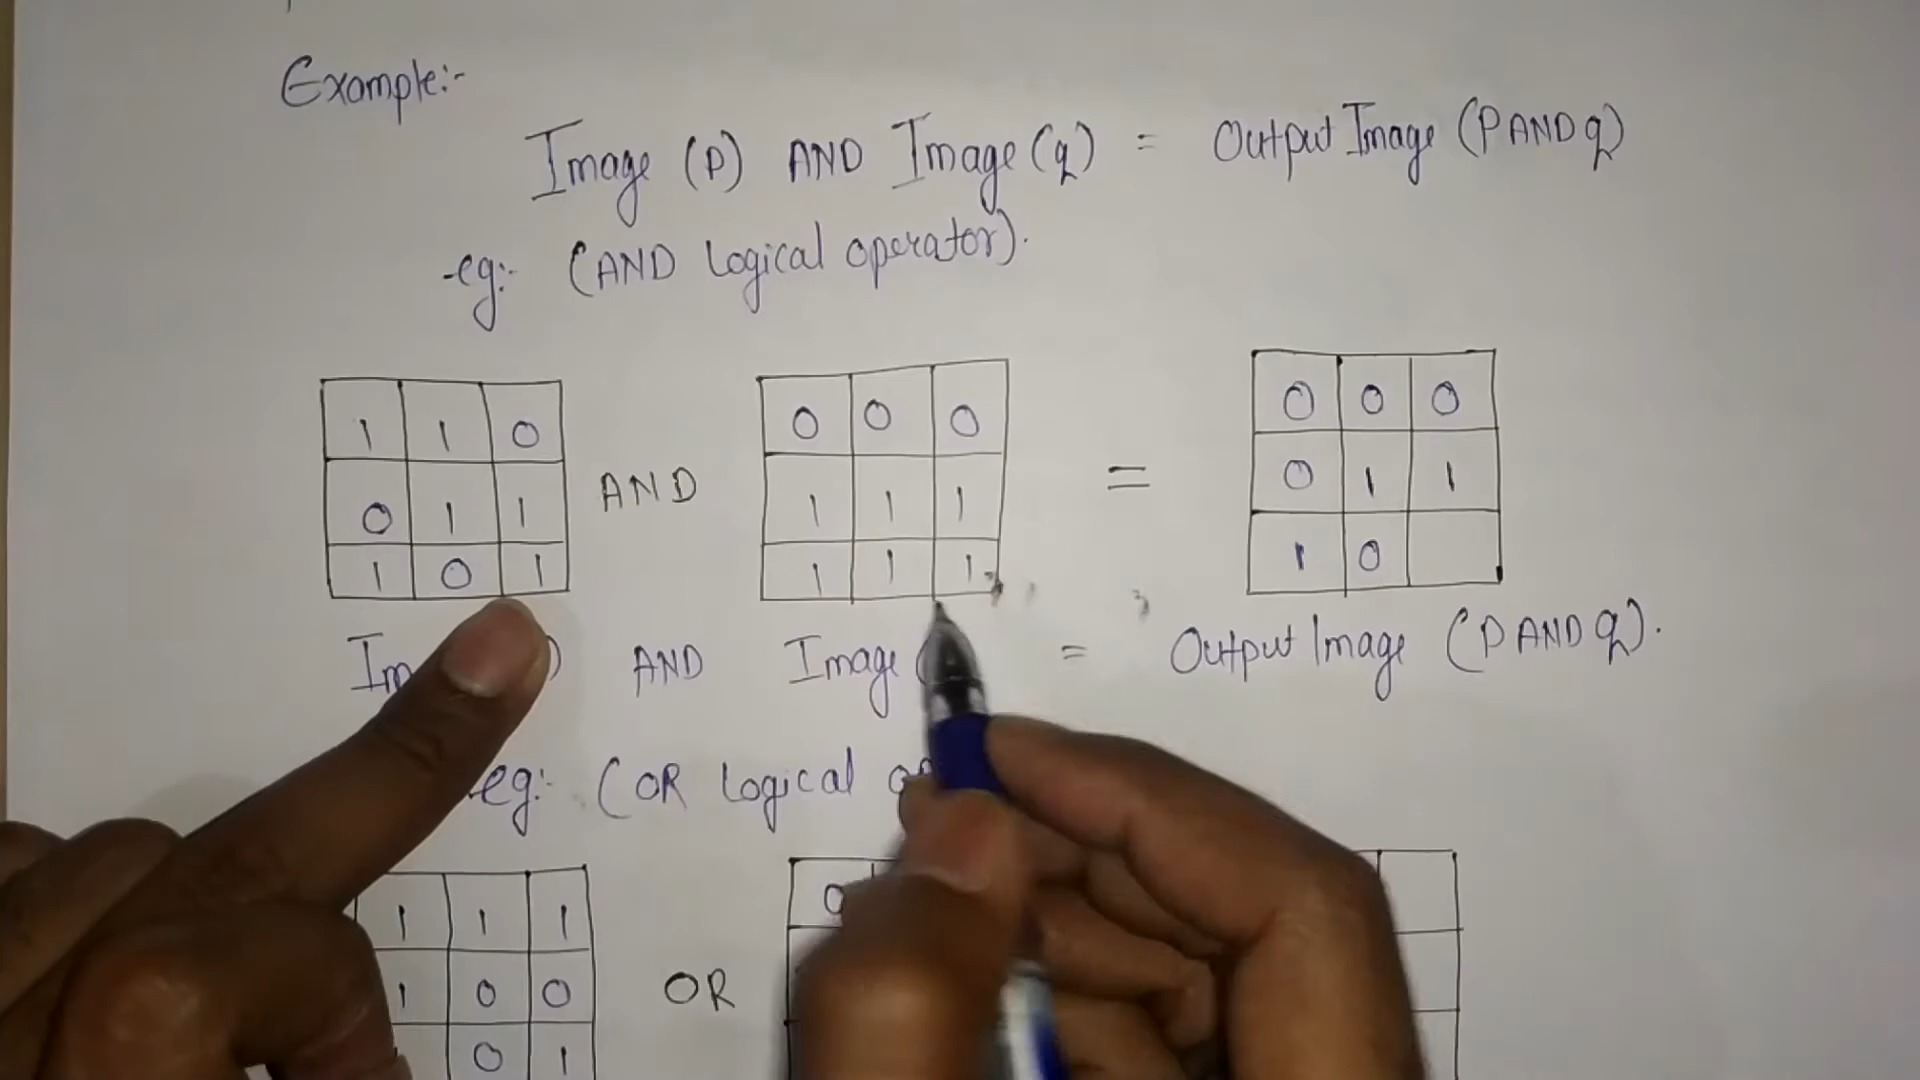 Example:-
Image (P) AND Image (q) = Output Image (P AND q)
eg:- (AND Logical operator).
1 1 0 0 0 0 0 0 0
0 1 1 AND 1 1 1 = 0 1 1
1 0 1 1 1 1 1 0
AND Image = Output Image (P AND q).
eg:- (OR Logical
1 1 1 0
1 0 0 OR
0 1